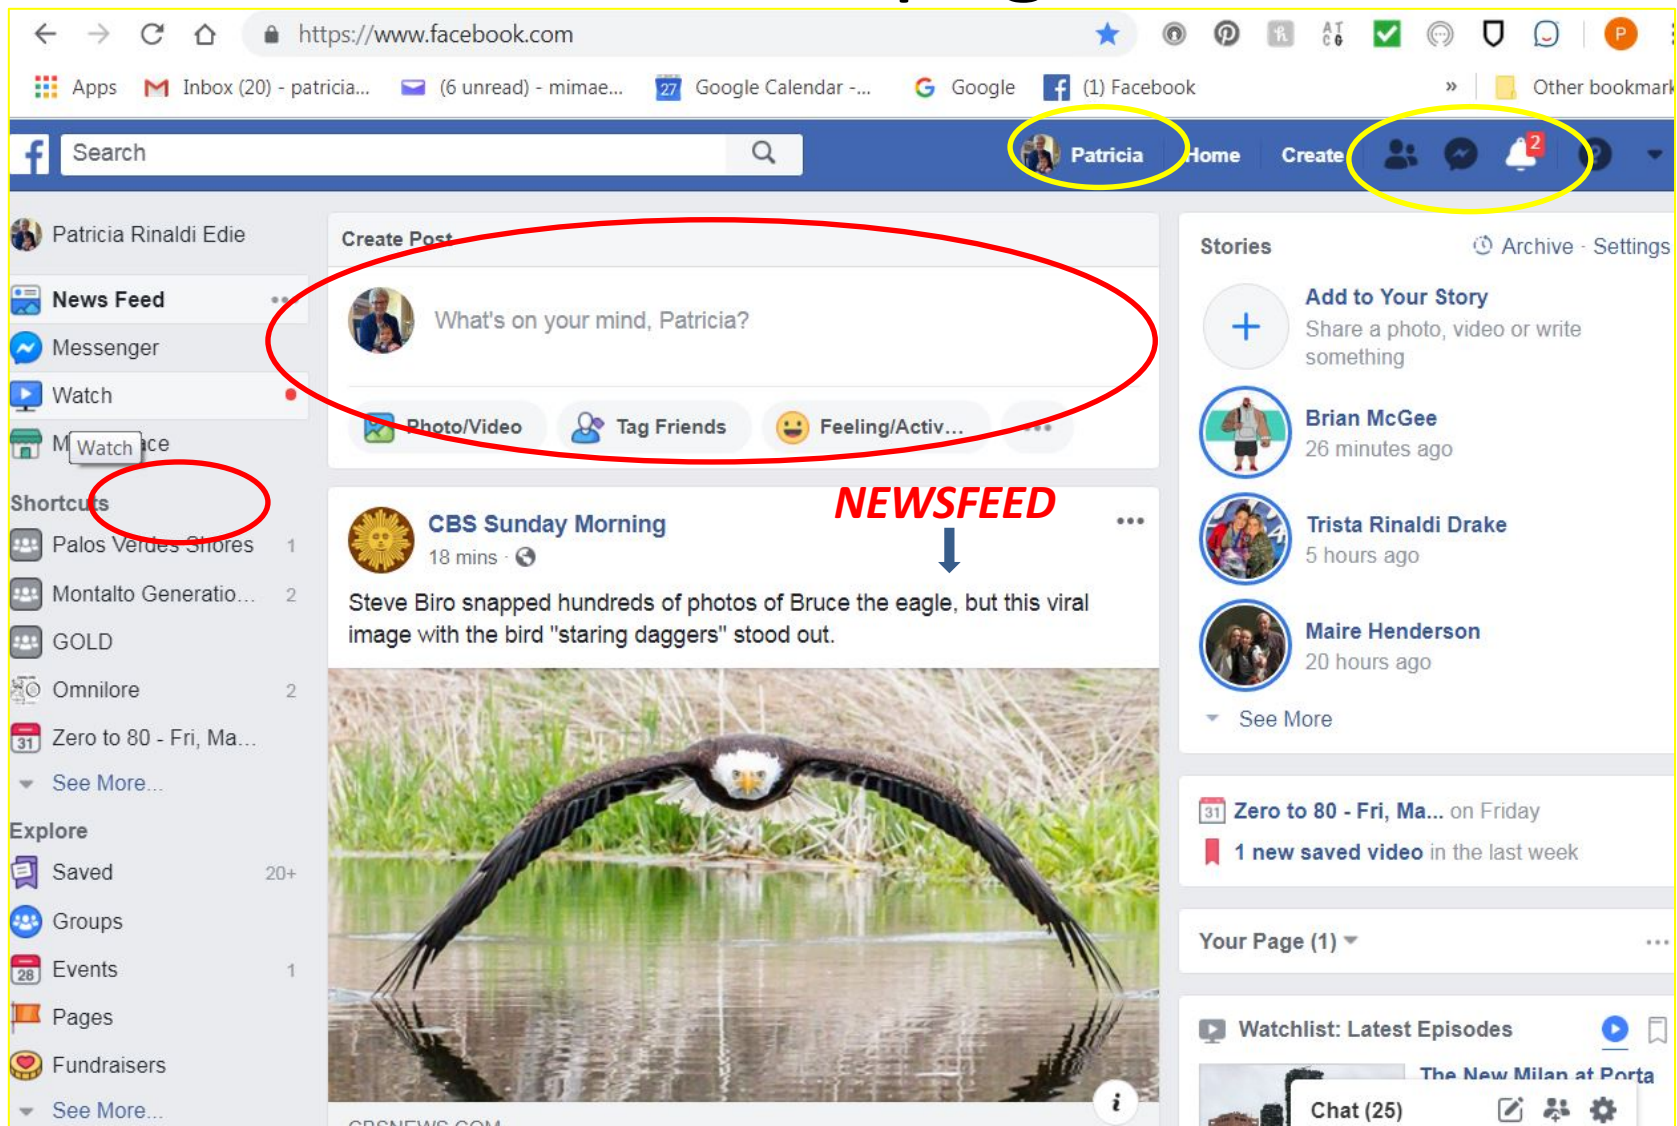 https://www.facebook.com
Apps Inbox (20) - patricia... (6 unread) - mimae... 27 Google Calendar -... G Google (1) Facebook » Other bookmark
f Search Patricia Home Create 2
Patricia Rinaldi Edie
News Feed
Messenger
Watch
Watch
Shortcuts
Palos Verdes Shores 1
Montalto Generatio... 2
GOLD
Omnilore 2
31 Zero to 80 - Fri, Ma...
See More...
Explore
Saved 20+
Groups
28 Events 1
Pages
Fundraisers
See More...
Create Post
What's on your mind, Patricia?
Photo/Video Tag Friends Feeling/Activ...
NEWSFEED
CBS Sunday Morning
18 mins ·
Steve Biro snapped hundreds of photos of Bruce the eagle, but this viral
image with the bird "staring daggers" stood out.
CBSNEWS.COM
Stories Archive · Settings
Add to Your Story
Share a photo, video or write
something
Brian McGee
26 minutes ago
Trista Rinaldi Drake
5 hours ago
Maire Henderson
20 hours ago
See More
31 Zero to 80 - Fri, Ma... on Friday
1 new saved video in the last week
Your Page (1)
Watchlist: Latest Episodes
The New Milan at Porta
Chat (25)